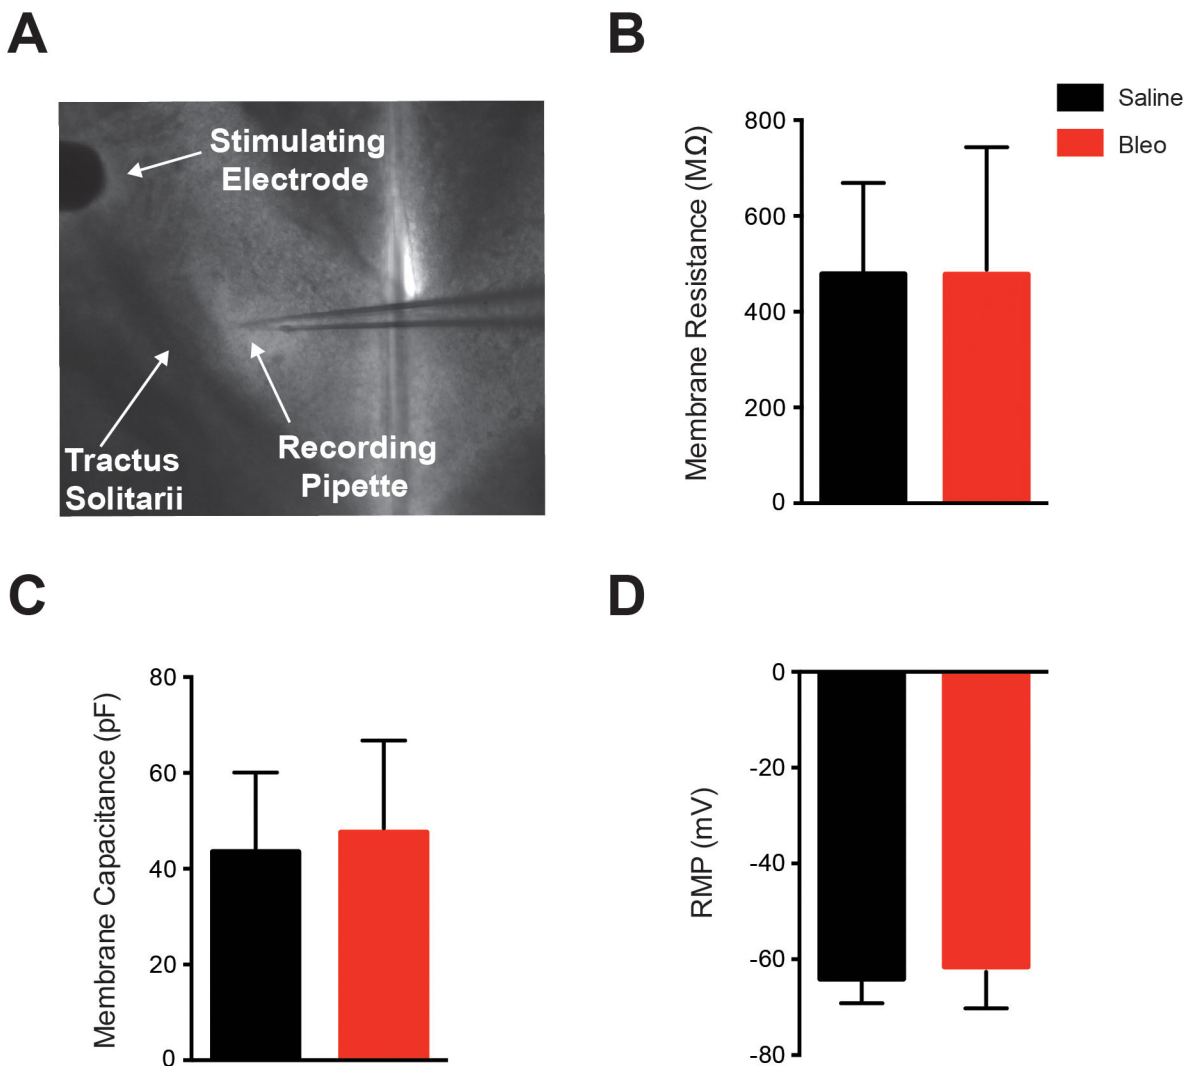 A
Stimulating
Electrode
Tractus
Solitarii
Recording
Pipette
B
Saline
Bleo
Membrane Resistance (MΩ)
800
600
400
200
0
C
Membrane Capacitance (pF)
80
60
40
20
0
D
RMP (mV)
0
-20
-40
-60
-80